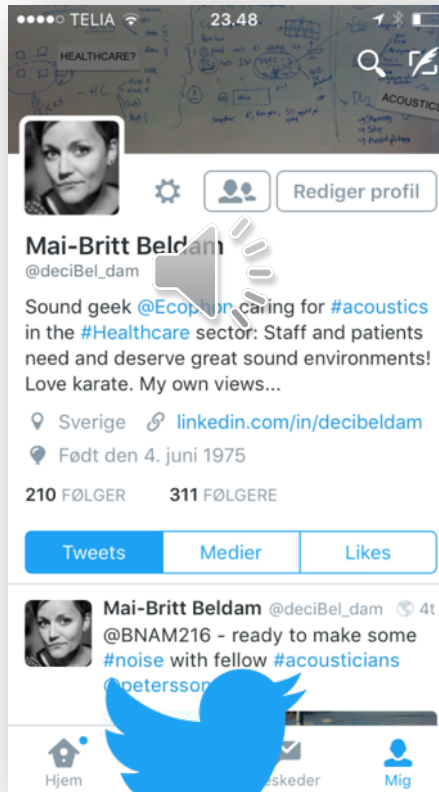 TELIA 23.48
HEALTHCARE?
ACOUSTICS
Rediger profil
Mai-Britt Beldam
@deciBel_dam
Sound geek @Ecophon caring for #acoustics
in the #Healthcare sector: Staff and patients
need and deserve great sound environments!
Love karate. My own views...
Sverige linkedin.com/in/decibeldam
Født den 4. juni 1975
210 FØLGER 311 FØLGERE
Tweets Medier Likes
Mai-Britt Beldam @deciBel_dam 4t
@BNAM216 - ready to make some
#noise with fellow #acousticians
@petersson
Hjem eskeder Mig